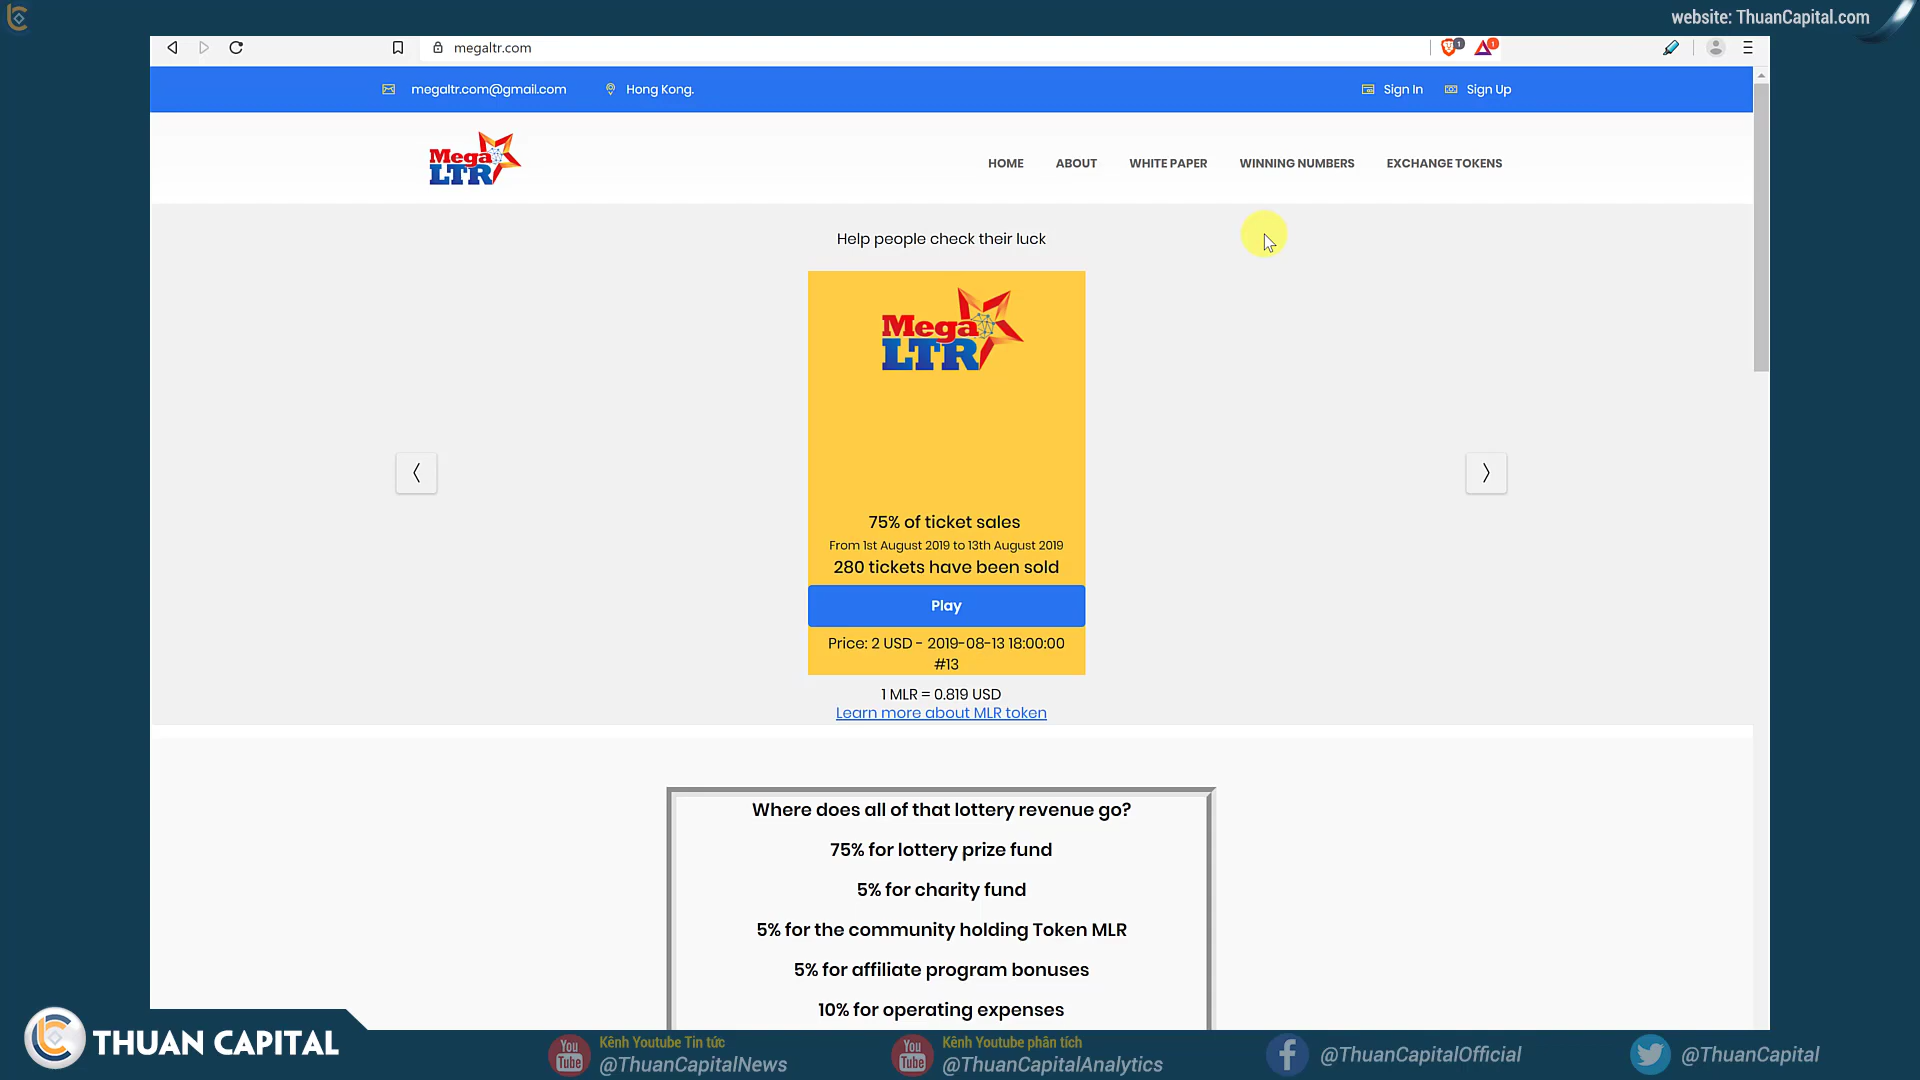 website: ThuanCapital.com
megaltr.com
1
1
megaltr.com@gmail.com
Hong Kong.
Sign In
Sign Up
Mega
LTR
HOME
ABOUT
WHITE PAPER
WINNING NUMBERS
EXCHANGE TOKENS
Help people check their luck
Mega
LTR
75% of ticket sales
From 1st August 2019 to 13th August 2019
280 tickets have been sold
Play
Price: 2 USD - 2019-08-13 18:00:00
#13
1 MLR = 0.819 USD
Learn more about MLR token
Where does all of that lottery revenue go?
75% for lottery prize fund
5% for charity fund
5% for the community holding Token MLR
5% for affiliate program bonuses
10% for operating expenses
THUAN CAPITAL
You
Tube
Kênh Youtube Tin tức
@ThuanCapitalNews
You
Tube
Kênh Youtube phân tích
@ThuanCapitalAnalytics
@ThuanCapitalOfficial
@ThuanCapital